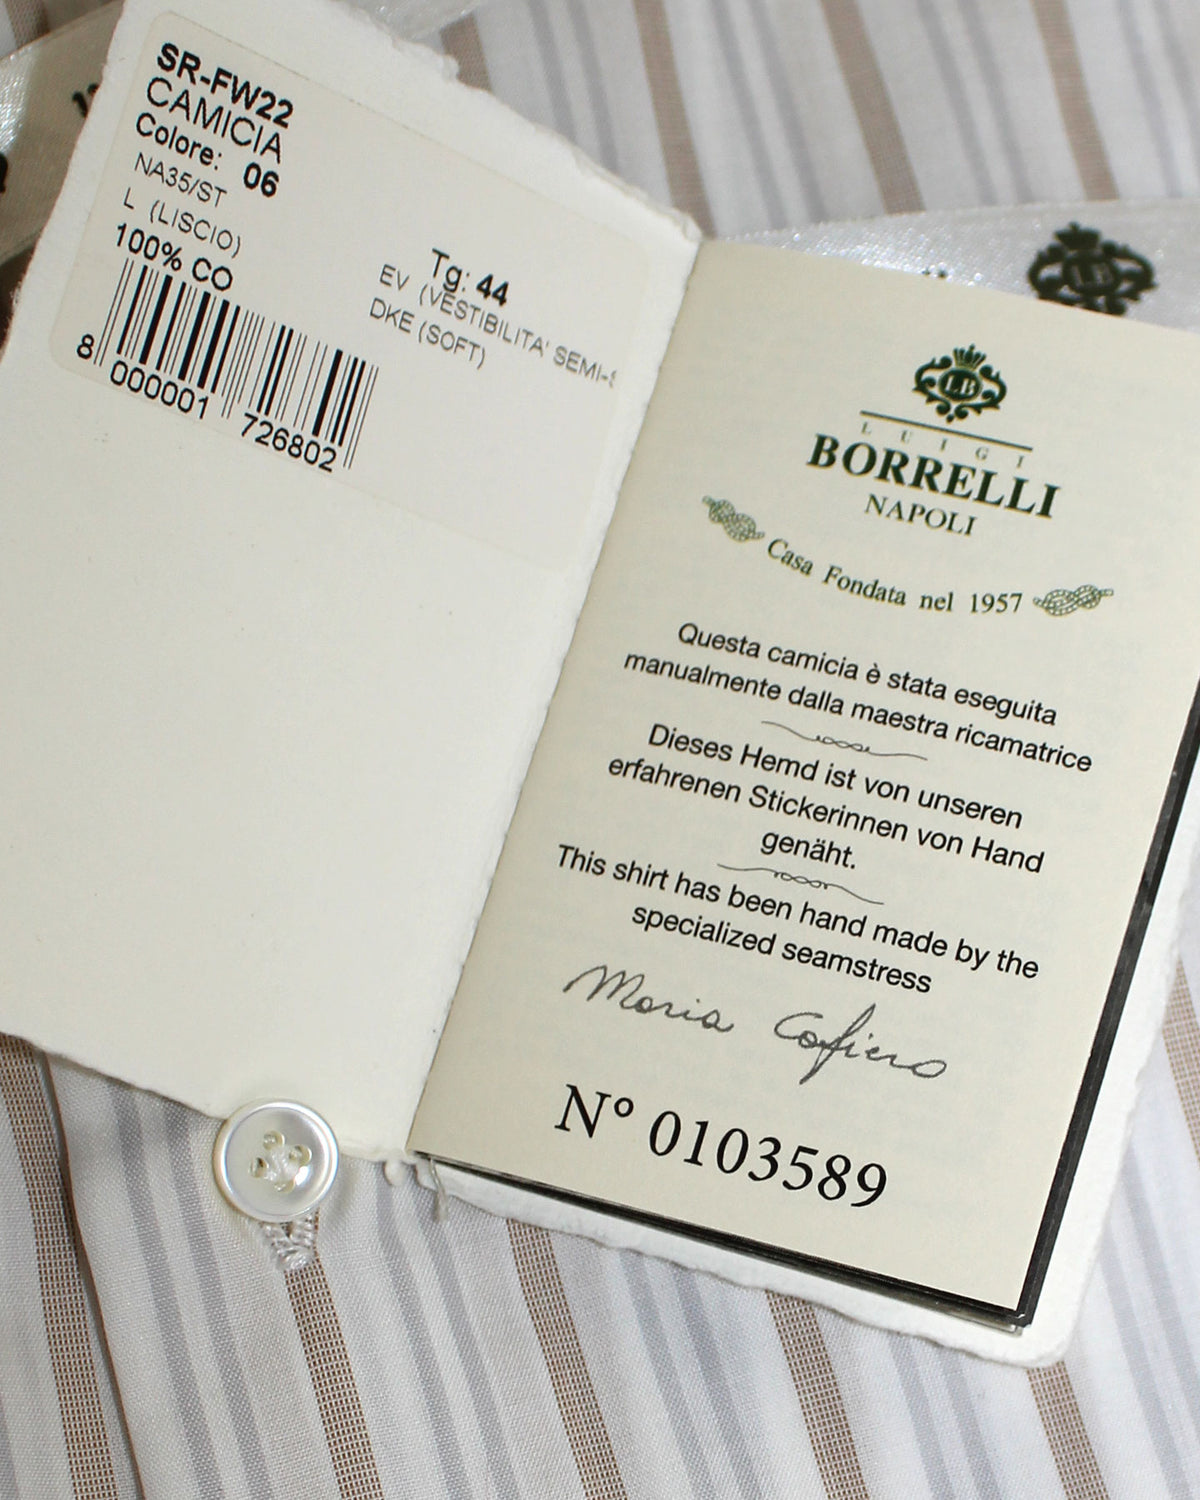 SR-FW22
CAMICIA
Colore: 06
NA35/ST
L (LISCIO)
100% CO
Tg: 44
EV (VESTIBILITA' SEMI-
DKE (SOFT)
8 000001 726802
LB
LB
LUIGI
BORRELLI
NAPOLI
Casa Fondata nel 1957
Questa camicia è stata eseguita
manualmente dalla maestra ricamatrice
Dieses Hemd ist von unseren
erfahrenen Stickerinnen von Hand
genäht.
This shirt has been hand made by the
specialized seamstress
Maria Cafiero
N° 0103589